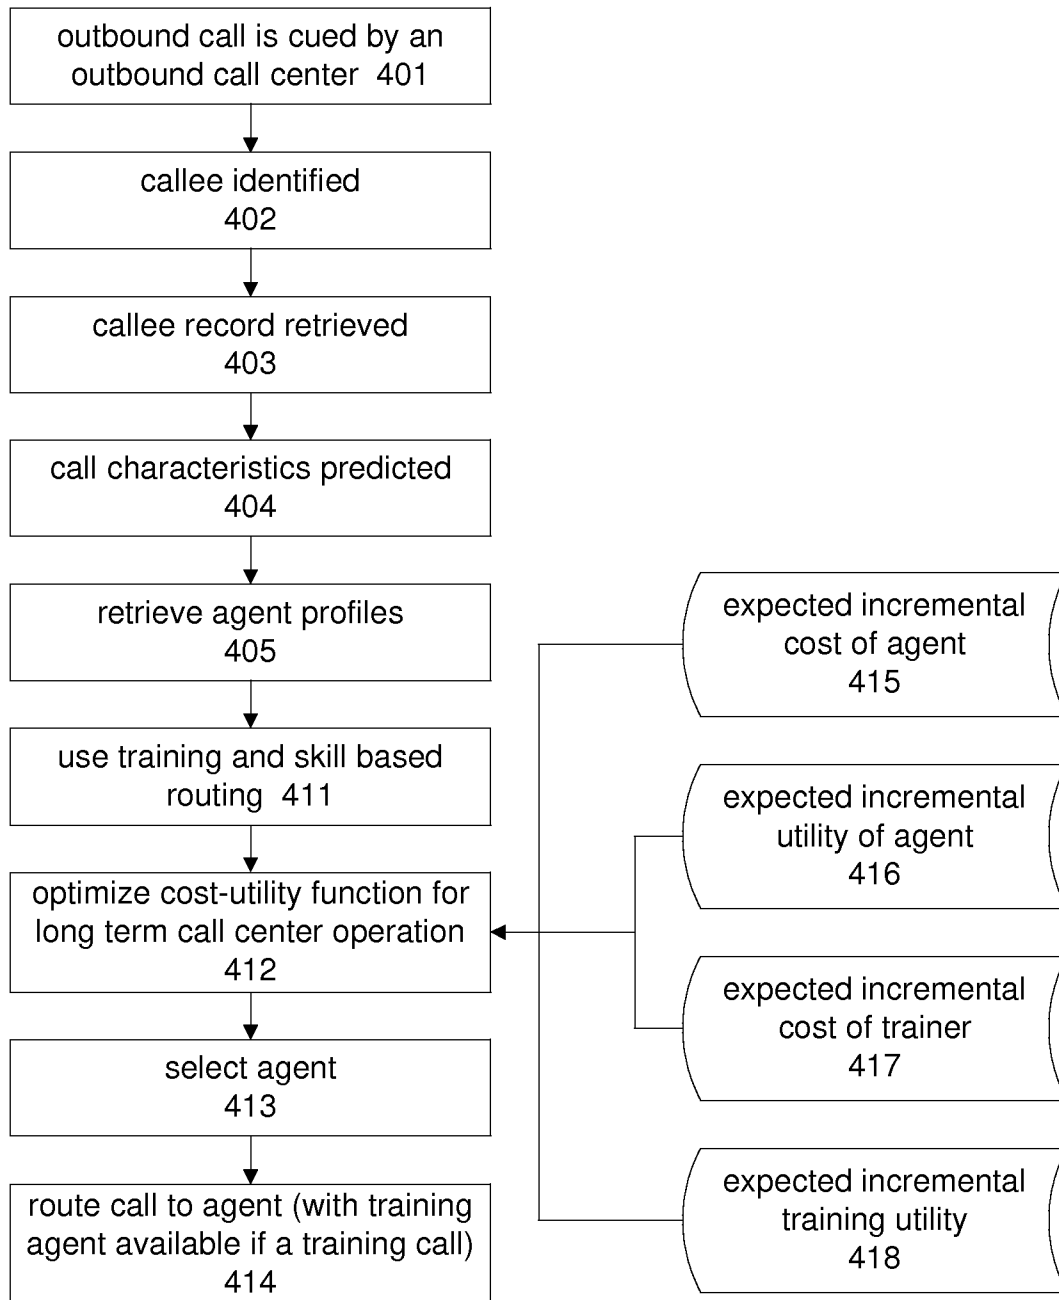 outbound call is cued by an
outbound call center 401
callee identified
402
callee record retrieved
403
call characteristics predicted
404
retrieve agent profiles
405
use training and skill based
routing 411
optimize cost-utility function for
long term call center operation
412
select agent
413
route call to agent (with training
agent available if a training call)
414
expected incremental
cost of agent
415
expected incremental
utility of agent
416
expected incremental
cost of trainer
417
expected incremental
training utility
418